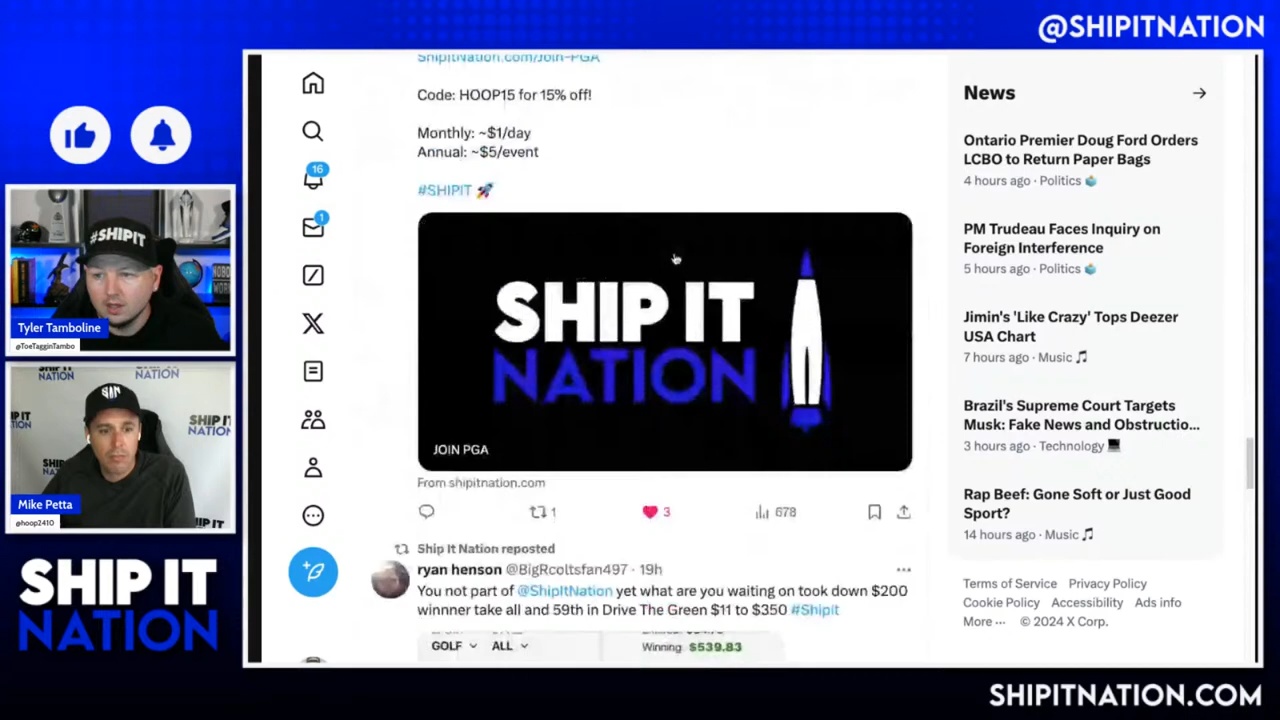 @SHIPITNATION
ShipitNation.com/Join-PGA
Code: HOOP15 for 15% off!
Monthly: ~$1/day
Annual: ~$5/event
#SHIPIT
SHIP IT
NATION
JOIN PGA
From shipitnation.com
1
3
678
Ship It Nation reposted
ryan henson @BigRcoltsfan497 · 19h
You not part of @ShipItNation yet what are you waiting on took down $200
winnner take all and 59th in Drive The Green $11 to $350 #Shipit
GOLF
ALL
Winning: $539.83
16
1
News
Ontario Premier Doug Ford Orders
LCBO to Return Paper Bags
4 hours ago · Politics
PM Trudeau Faces Inquiry on
Foreign Interference
5 hours ago · Politics
Jimin's 'Like Crazy' Tops Deezer
USA Chart
7 hours ago · Music
Brazil's Supreme Court Targets
Musk: Fake News and Obstructio...
3 hours ago · Technology
Rap Beef: Gone Soft or Just Good
Sport?
14 hours ago · Music
Terms of Service Privacy Policy
Cookie Policy Accessibility Ads info
More ··· © 2024 X Corp.
#SHIPIT
Tyler Tamboline
@ToeTagginTambo
SHIP IT
NATION
NATION
SHIP IT
NATION
Mike Petta
@hoop2410
SHIP IT
NATION
SHIPITNATION.COM